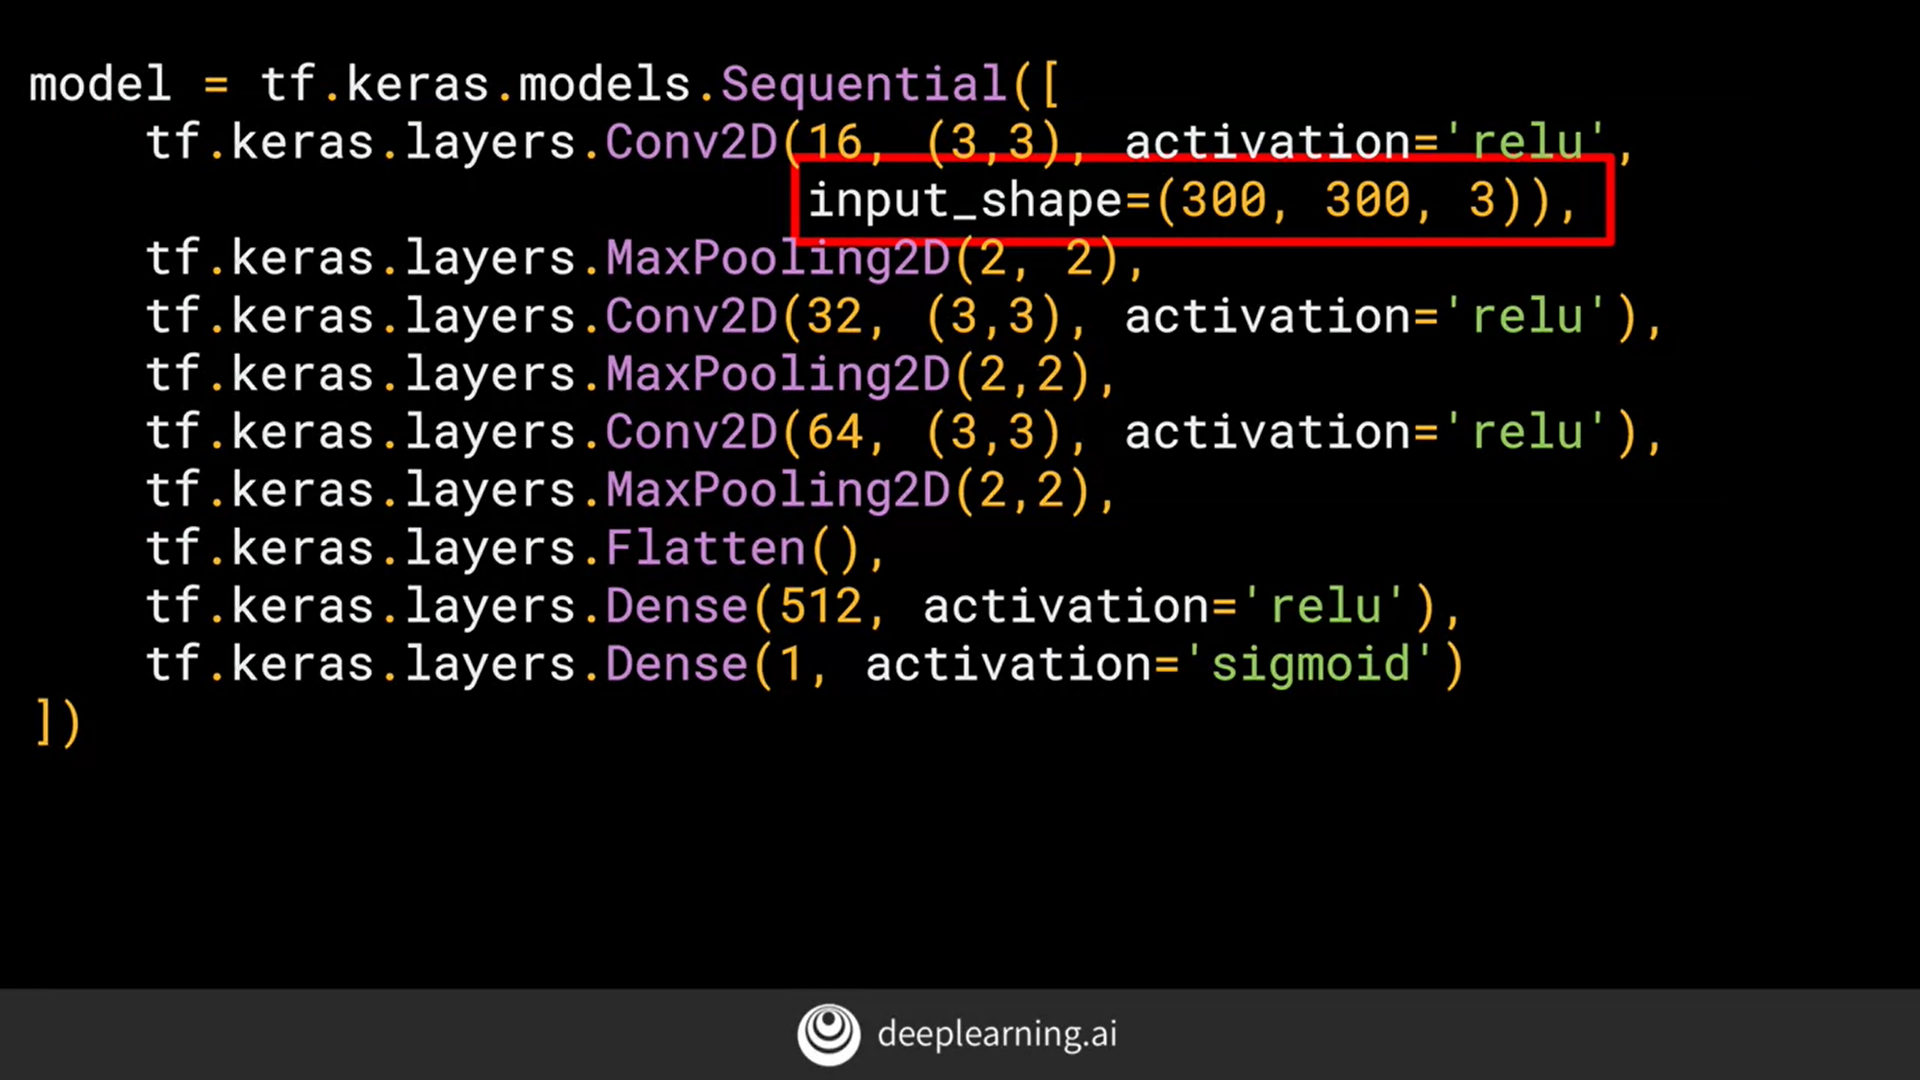 model = tf.keras.models.Sequential([
    tf.keras.layers.Conv2D(16, (3,3), activation='relu',
                           input_shape=(300, 300, 3)),
    tf.keras.layers.MaxPooling2D(2, 2),
    tf.keras.layers.Conv2D(32, (3,3), activation='relu'),
    tf.keras.layers.MaxPooling2D(2,2),
    tf.keras.layers.Conv2D(64, (3,3), activation='relu'),
    tf.keras.layers.MaxPooling2D(2,2),
    tf.keras.layers.Flatten(),
    tf.keras.layers.Dense(512, activation='relu'),
    tf.keras.layers.Dense(1, activation='sigmoid')
])
deeplearning.ai